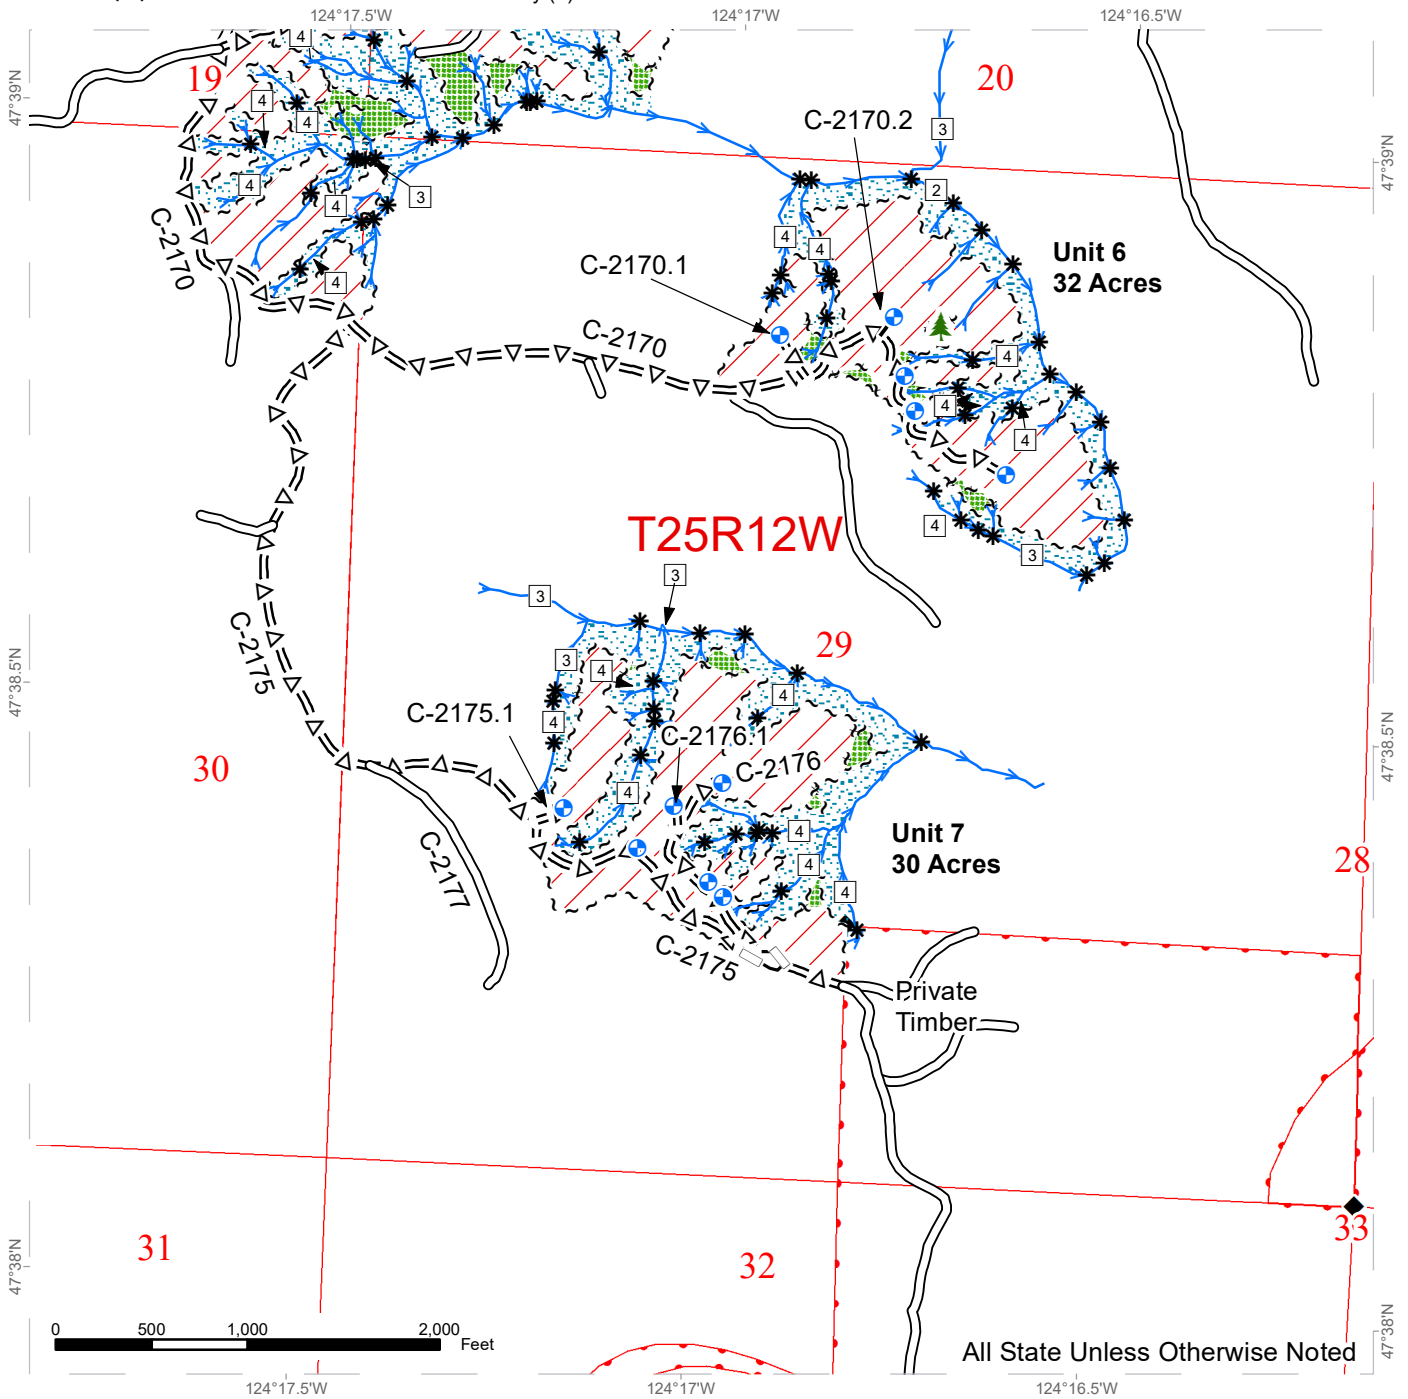 124°17.5'W
124°17'W
124°16.5'W
47°39'N
19
20
4
4
4
4
4
3
4
3
C-2170
C-2170.2
47°39'N
2
4
4
C-2170.1
Unit 6
32 Acres
C-2170
4
4
4
T25R12W
4
3
3
3
C-2175
29
3
4
4
4
47°38.5'N
C-2175.1
C-2176.1
C-2176
30
4
4
47°38.5'N
Unit 7
30 Acres
C-2177
4
4
28
C-2175
Private
Timber
31
32
33
47°38'N
47°38'N
0 500 1,000 2,000
Feet
All State Unless Otherwise Noted
124°17.5'W
124°17'W
124°16.5'W